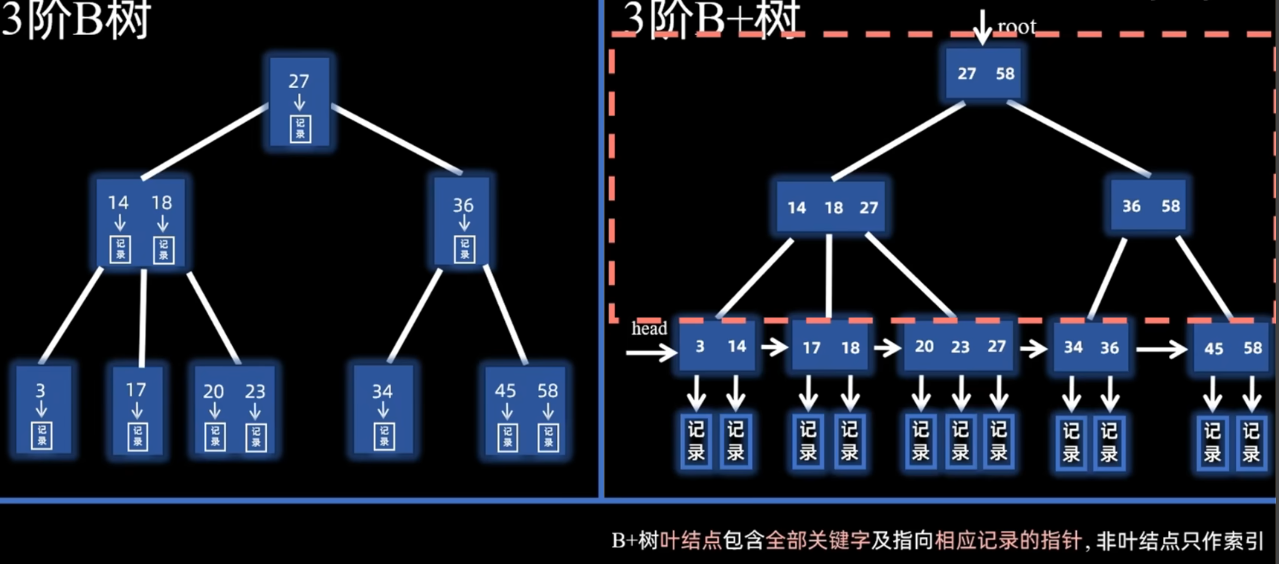 3阶B树
27
记录
14 18
记录 记录
36
记录
3
记录
17
记录
20 23
记录 记录
34
记录
45 58
记录 记录
3阶B+树
root
27 58
14 18 27
36 58
head
3 14
17 18
20 23 27
34 36
45 58
记录 记录 记录 记录 记录 记录 记录 记录 记录 记录 记录
B+树叶结点包含全部关键字及指向相应记录的指针, 非叶结点只作索引